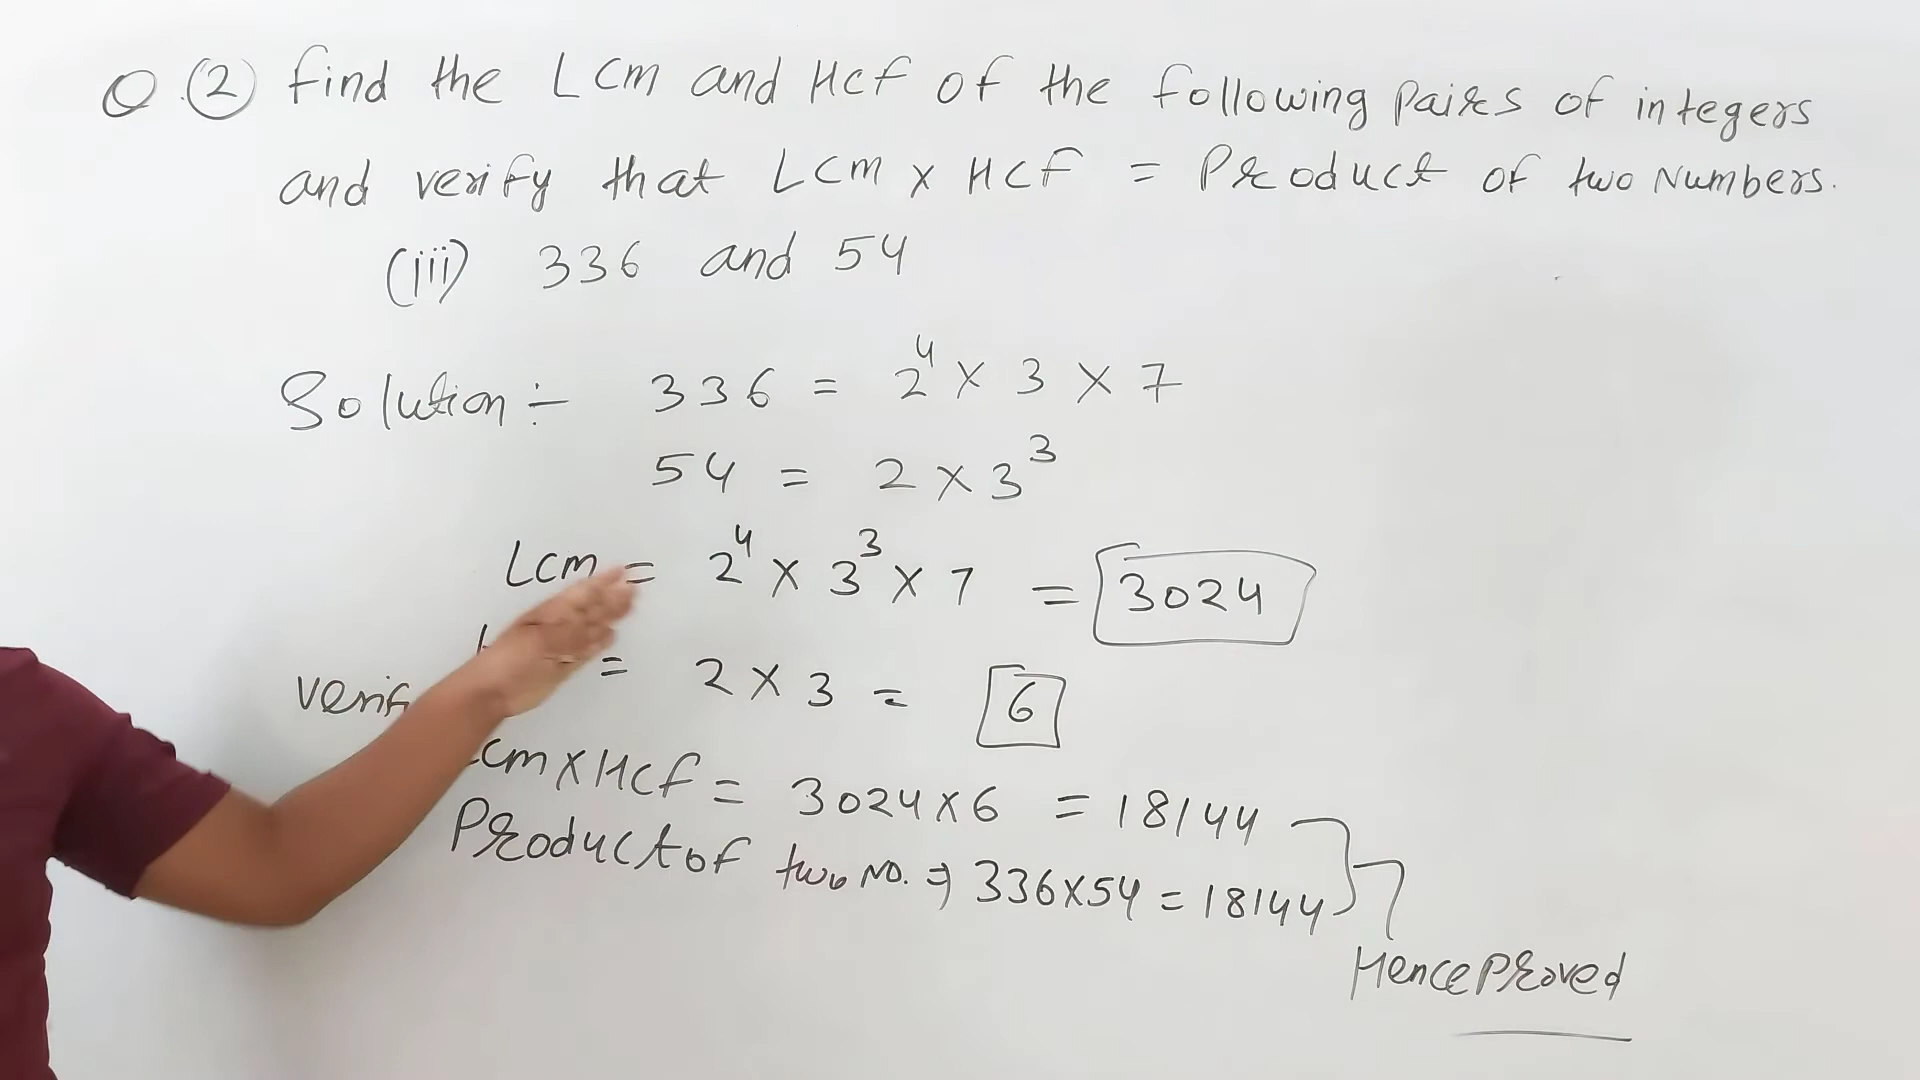 Q.(2) find the Lcm and Hcf of the following pairs of integers
and verify that Lcm x Hcf = Product of two Numbers.
(iii) 336 and 54
Solution:- 336 = 2⁴ x 3 x 7
54 = 2 x 3³
Lcm = 2⁴ x 3³ x 7 = 3024
= 2 x 3 = 6
verif
cm x Hcf = 3024 x 6 = 18144
Product of two No. ⇒ 336 x 54 = 18144
Hence Proved